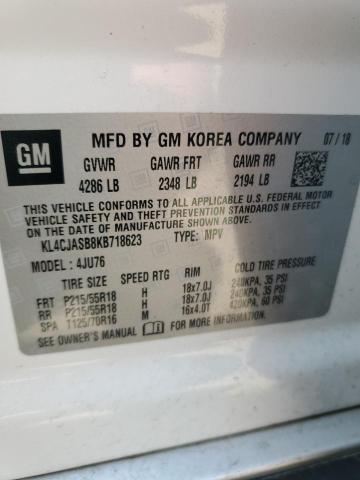 GM
MFD BY GM KOREA COMPANY 07/18
GVWR GAWR FRT GAWR RR
4286 LB 2348 LB 2194 LB
THIS VEHICLE CONFORMS TO ALL APPLICABLE U.S. FEDERAL MOTOR
VEHICLE SAFETY AND THEFT PREVENTION STANDARDS IN EFFECT ON THE DATE OF
MANUFACTURE SHOWN ABOVE.
KL4CJASB8KB718623 TYPE: MPV
MODEL: 4JU76
TIRE SIZE SPEED RTG RIM
FRT P215/55R18 H 18x7.0J 240KPA, 35 PSI
RR P215/55R18 H 18x7.0J 240KPA, 35 PSI
SPA T125/70R16 M 16x4.0T 420KPA, 60 PSI
SEE OWNER'S MANUAL FOR MORE INFORMATION.